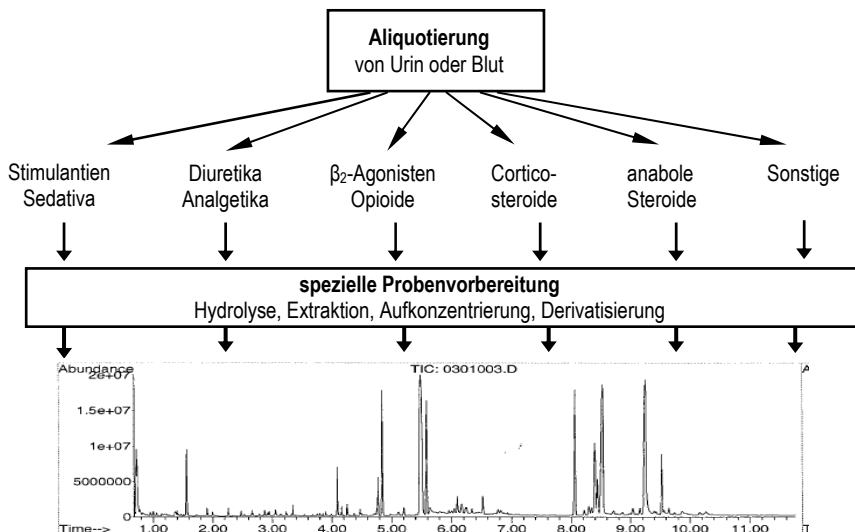 Aliquotierung
von Urin oder Blut
Stimulantien
Sedativa
Diuretika
Analgetika
β₂-Agonisten
Opioide
Cortico-
steroide
anabole
Steroide
Sonstige
spezielle Probenvorbereitung
Hydrolyse, Extraktion, Aufkonzentrierung, Derivatisierung
Abundance
TIC: 0301003.D
2e+07
1.5e+07
1e+07
5000000
0
Time-->
1.00 2.00 3.00 4.00 5.00 6.00 7.00 8.00 9.00 10.00 11.00